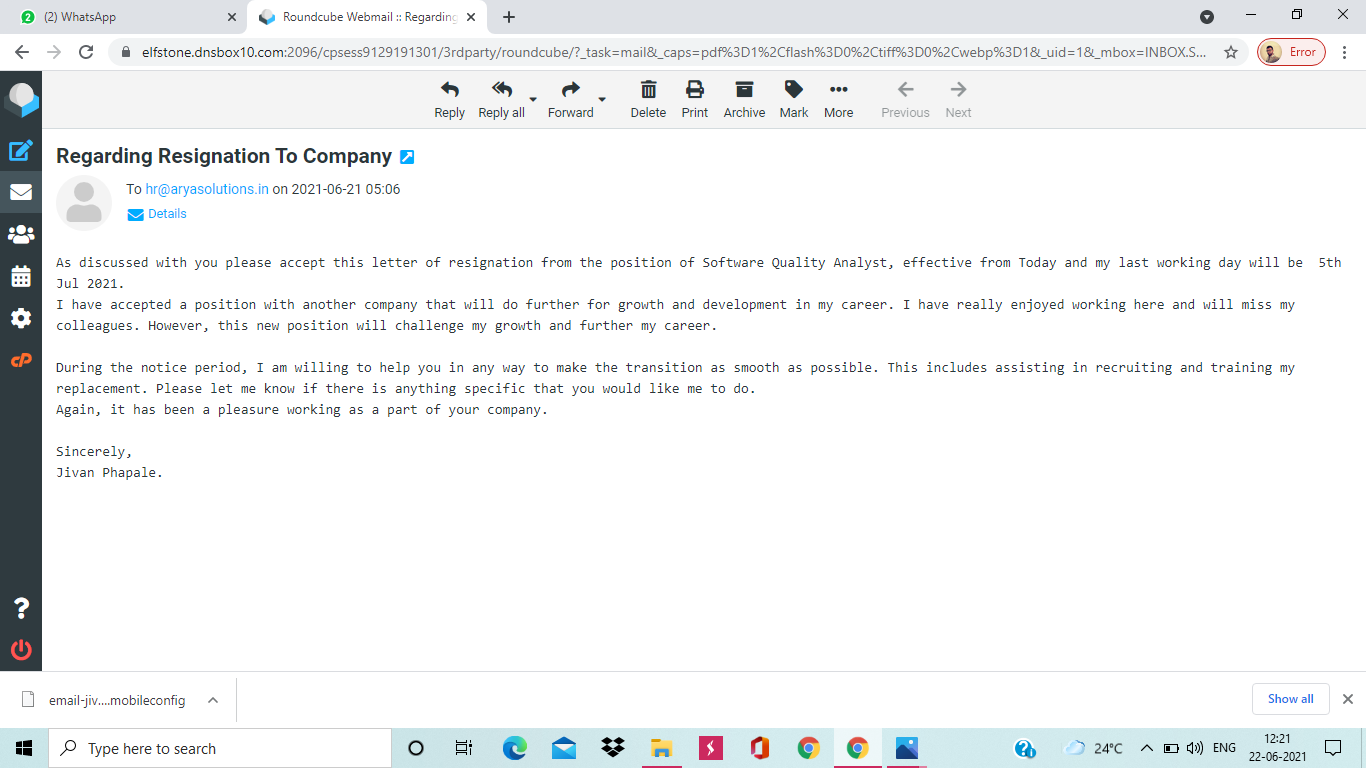 (2) WhatsApp
Roundcube Webmail :: Regarding
elfstone.dnsbox10.com:2096/cpsess9129191301/3rdparty/roundcube/?_task=mail&_caps=pdf%3D1%2Cflash%3D0%2Ctiff%3D0%2Cwebp%3D1&_uid=1&_mbox=INBOX.S...
Error
Reply Reply all Forward Delete Print Archive Mark More Previous Next
Regarding Resignation To Company
To hr@aryasolutions.in on 2021-06-21 05:06
Details
As discussed with you please accept this letter of resignation from the position of Software Quality Analyst, effective from Today and my last working day will be  5th
Jul 2021.
I have accepted a position with another company that will do further for growth and development in my career. I have really enjoyed working here and will miss my
colleagues. However, this new position will challenge my growth and further my career.
During the notice period, I am willing to help you in any way to make the transition as smooth as possible. This includes assisting in recruiting and training my
replacement. Please let me know if there is anything specific that you would like me to do.
Again, it has been a pleasure working as a part of your company.
Sincerely,
Jivan Phapale.
email-jiv....mobileconfig
Show all
Type here to search
24°C
ENG
12:21
22-06-2021